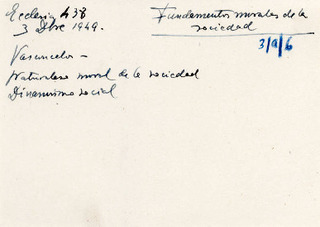 Ecclesia 438
3 Dbre 1949.
Fundamentos morales de la
sociedad
3/9/6
Vasconcelos -
Naturaleza moral de la sociedad
Dinamismo social